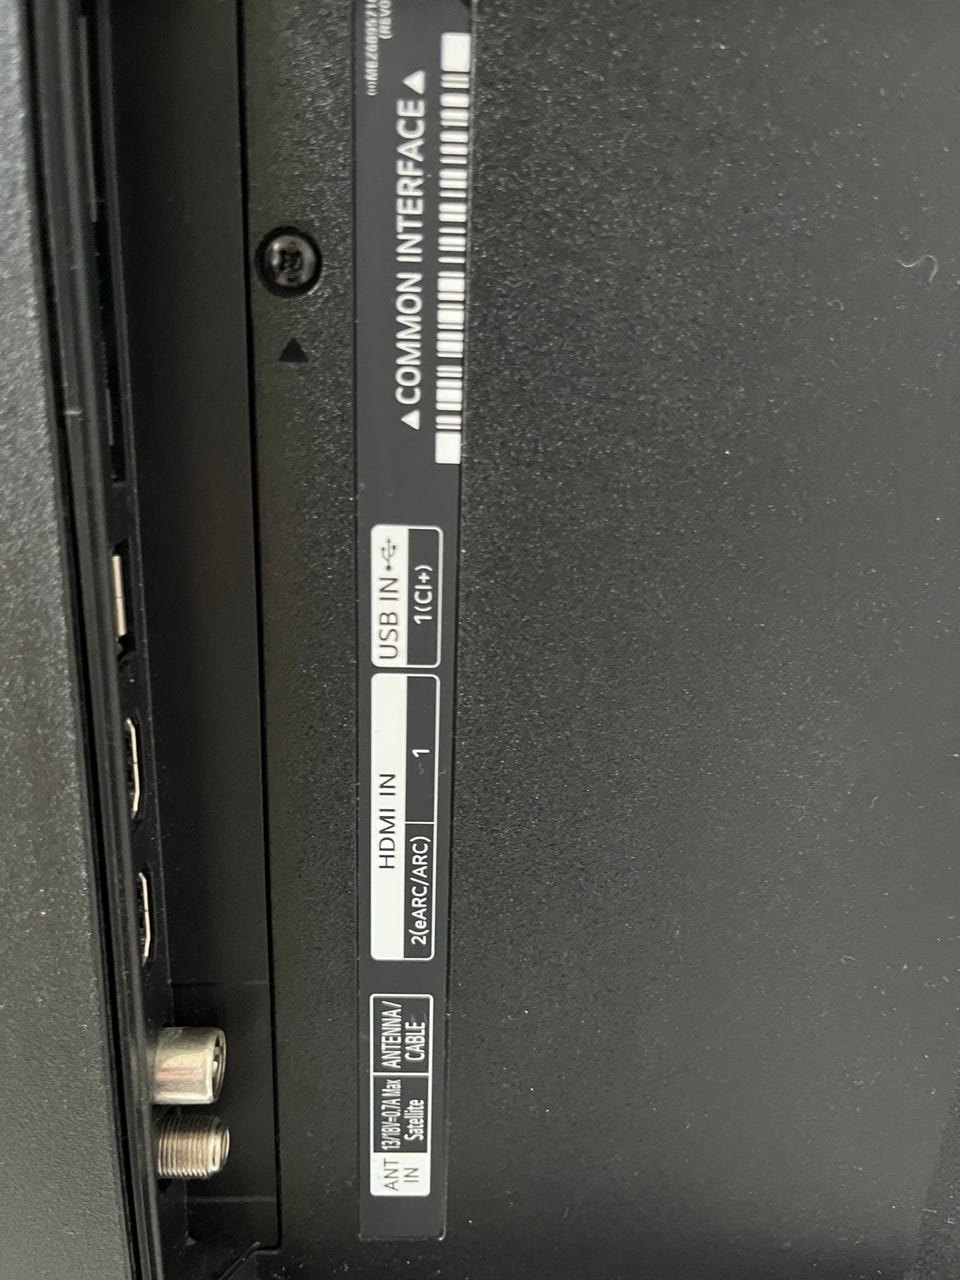 ▲COMMON INTERFACE▲
USB IN
1(CI+)
HDMI IN
2(eARC/ARC)
1
ANT IN
13/18V⎓0.7A Max
Satellite
ANTENNA/
CABLE